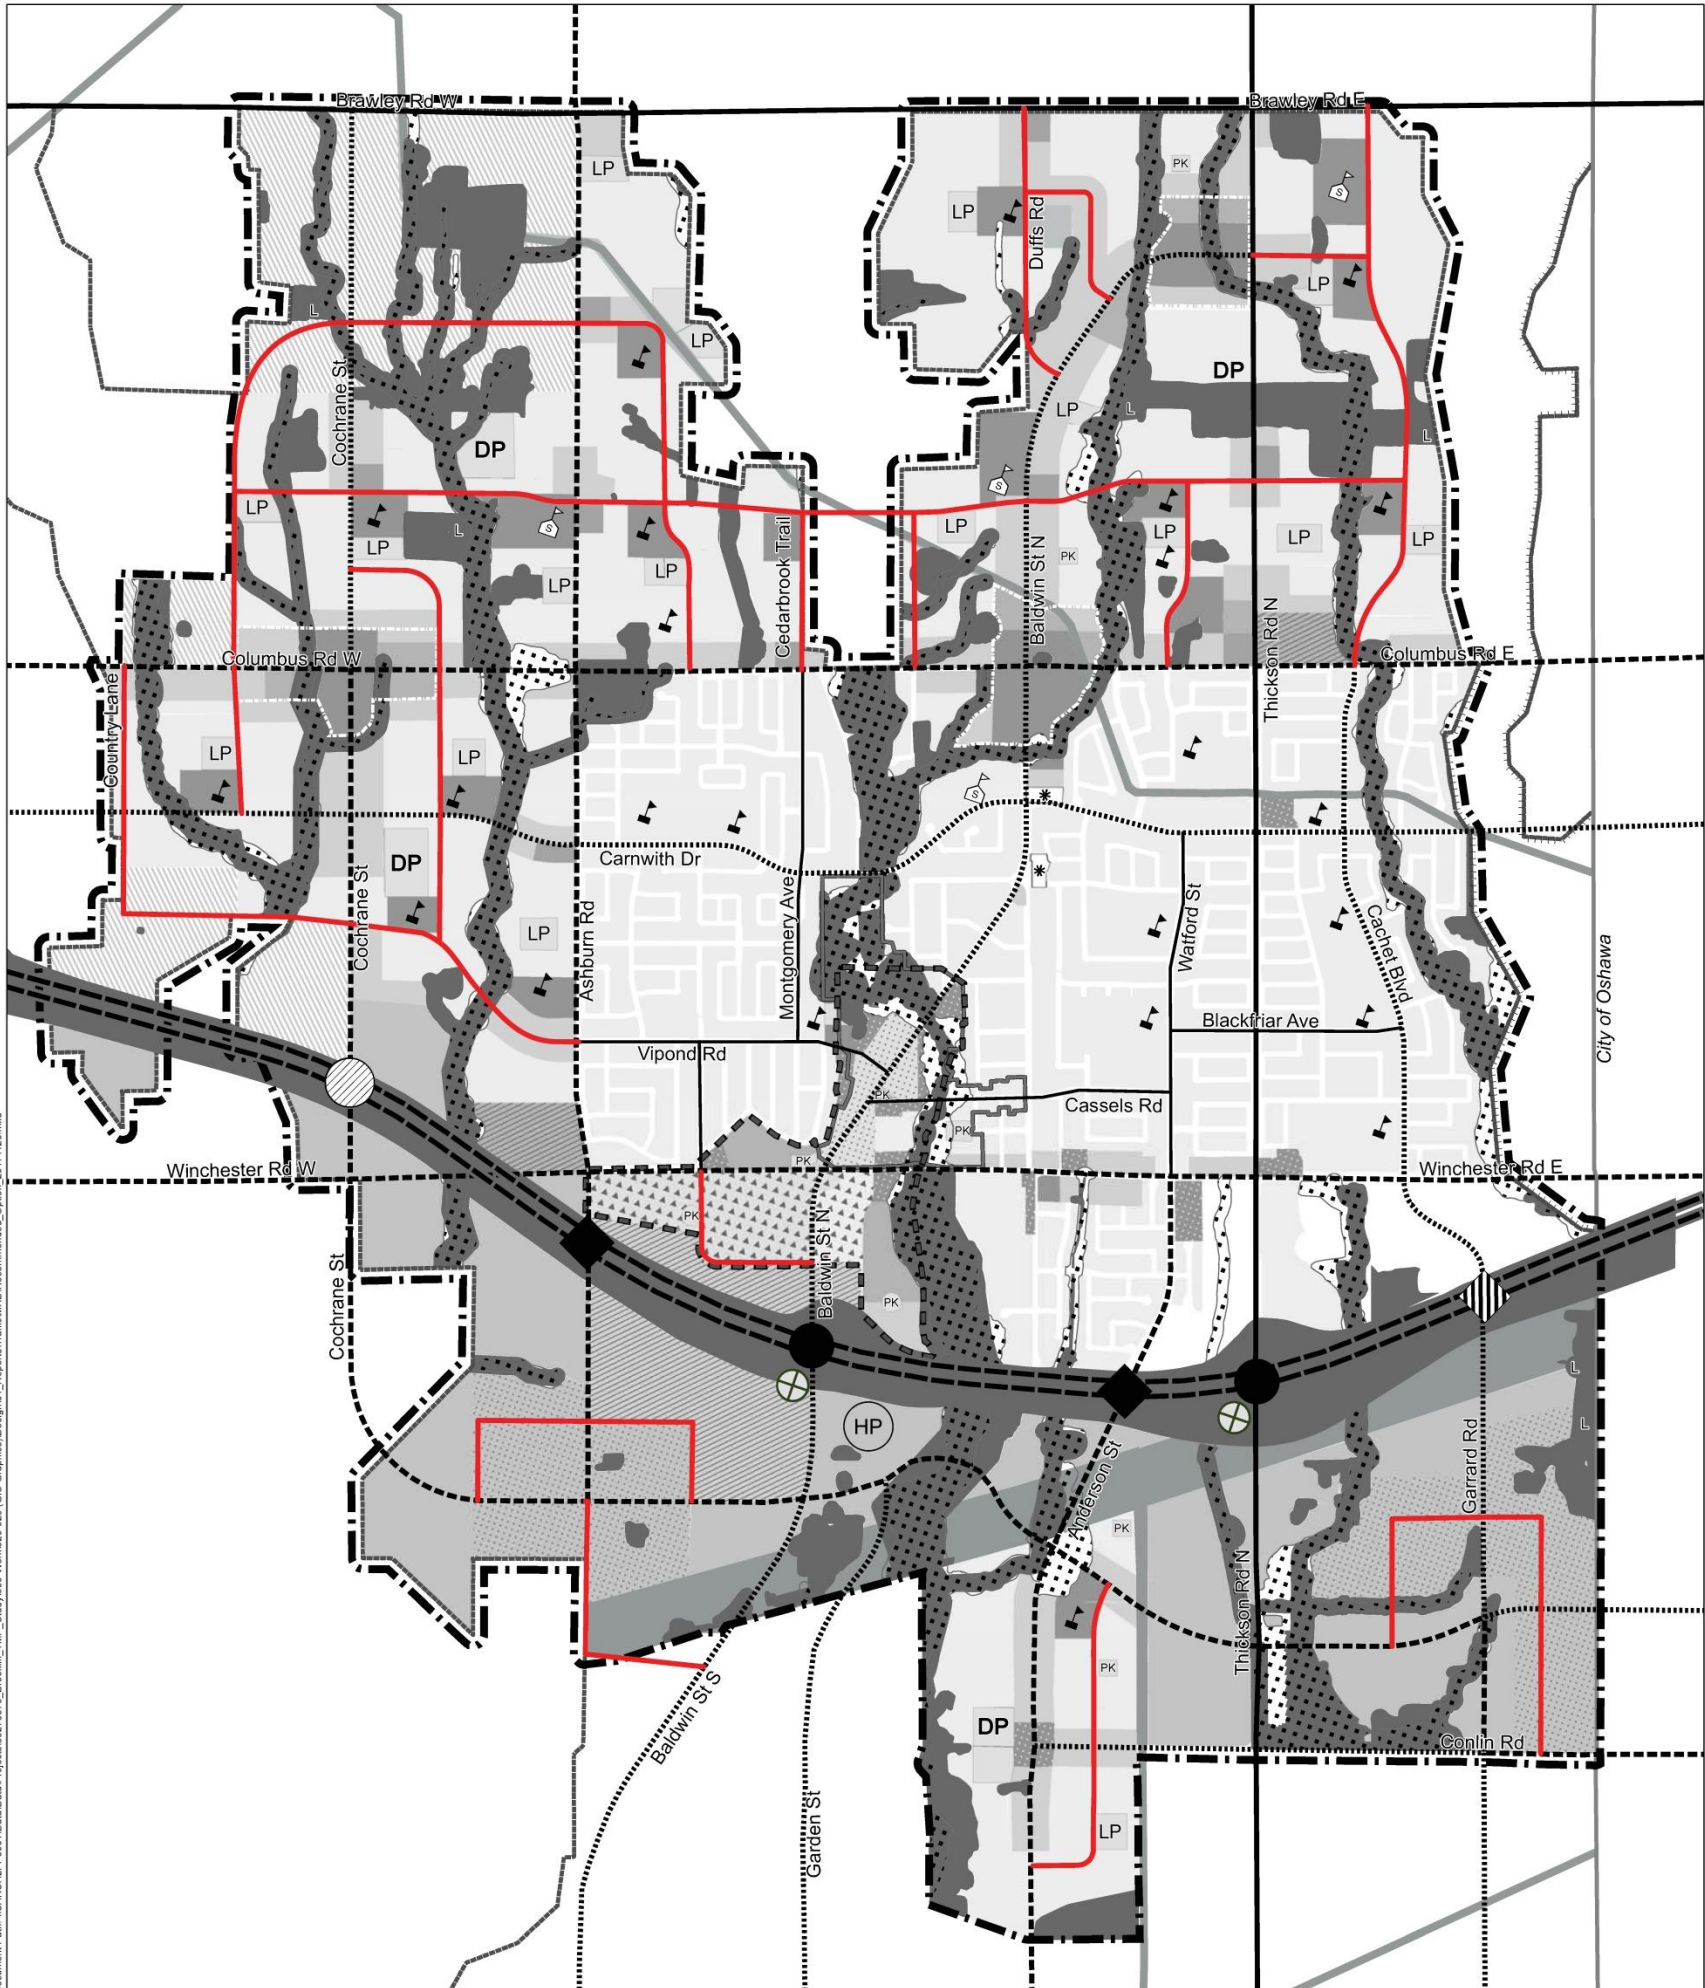 Brawley Rd W
Brawley Rd E
LP
PK
S
LP
Duffs Rd
LP
L
LP
Cochrane St
DP
LP
L
DP
L
S
LP
LP
S
L
LP
LP
LP
LP
LP
LP
PK
Cedarbrook Trail
Baldwin St N
Thickson Rd N
Columbus Rd W
Columbus Rd E
Country Lane
LP
LP
S
*
Carnwith Dr
DP
*
Cochrane St
LP
Ashburn Rd
Montgomery Ave
Watford St
Cachet Blvd
City of Oshawa
Blackfriar Ave
Vipond Rd
PK
Cassels Rd
PK
PK
Winchester Rd W
Winchester Rd E
PK
Baldwin St N
Cochrane St
PK
L
HP
L
Garrard Rd
Anderson St
PK
Thickson Rd N
PK
Baldwin St S
DP
Conlin Rd
Garden St
LP